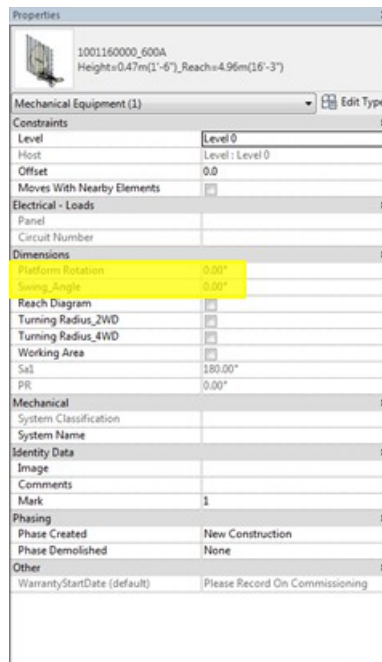 Properties
1001160000_600A
Height=0.47m(1'-6")_Reach=4.96m(16'-3")
Mechanical Equipment (1) Edit Type
Constraints
Level Level 0
Host Level : Level 0
Offset 0.0
Moves With Nearby Elements
Electrical - Loads
Panel
Circuit Number
Dimensions
Platform Rotation 0.00°
Swing_Angle 0.00°
Reach Diagram
Turning Radius_2WD
Turning Radius_4WD
Working Area
Sa1 180.00°
PR 0.00°
Mechanical
System Classification
System Name
Identity Data
Image
Comments
Mark 1
Phasing
Phase Created New Construction
Phase Demolished None
Other
WarrantyStartDate (default) Please Record On Commissioning